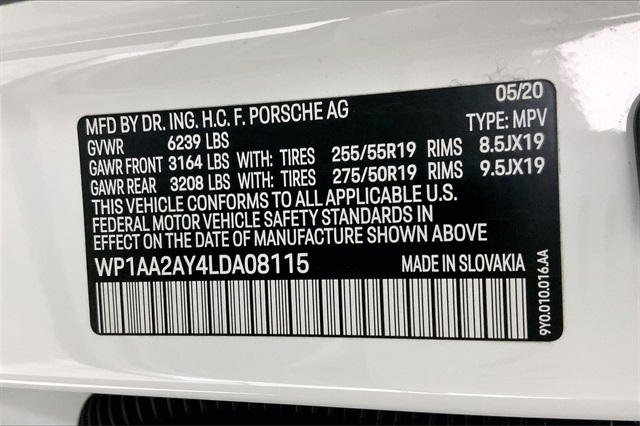 05/20
MFD BY DR. ING. H.C. F. PORSCHE AG
GVWR 6239 LBS TYPE: MPV
GAWR FRONT 3164 LBS WITH: TIRES 255/55R19 RIMS 8.5JX19
GAWR REAR 3208 LBS WITH: TIRES 275/50R19 RIMS 9.5JX19
THIS VEHICLE CONFORMS TO ALL APPLICABLE U.S.
FEDERAL MOTOR VEHICLE SAFETY STANDARDS IN
EFFECT ON THE DATE OF MANUFACTURE SHOWN ABOVE
WP1AA2AY4LDA08115 MADE IN SLOVAKIA
9Y0.010.016.AA